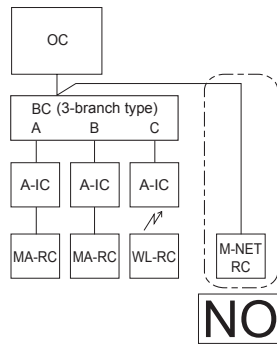 OC
BC (3-branch type)
A B C
A-IC A-IC A-IC
MA-RC MA-RC WL-RC M-NET
RC
NO